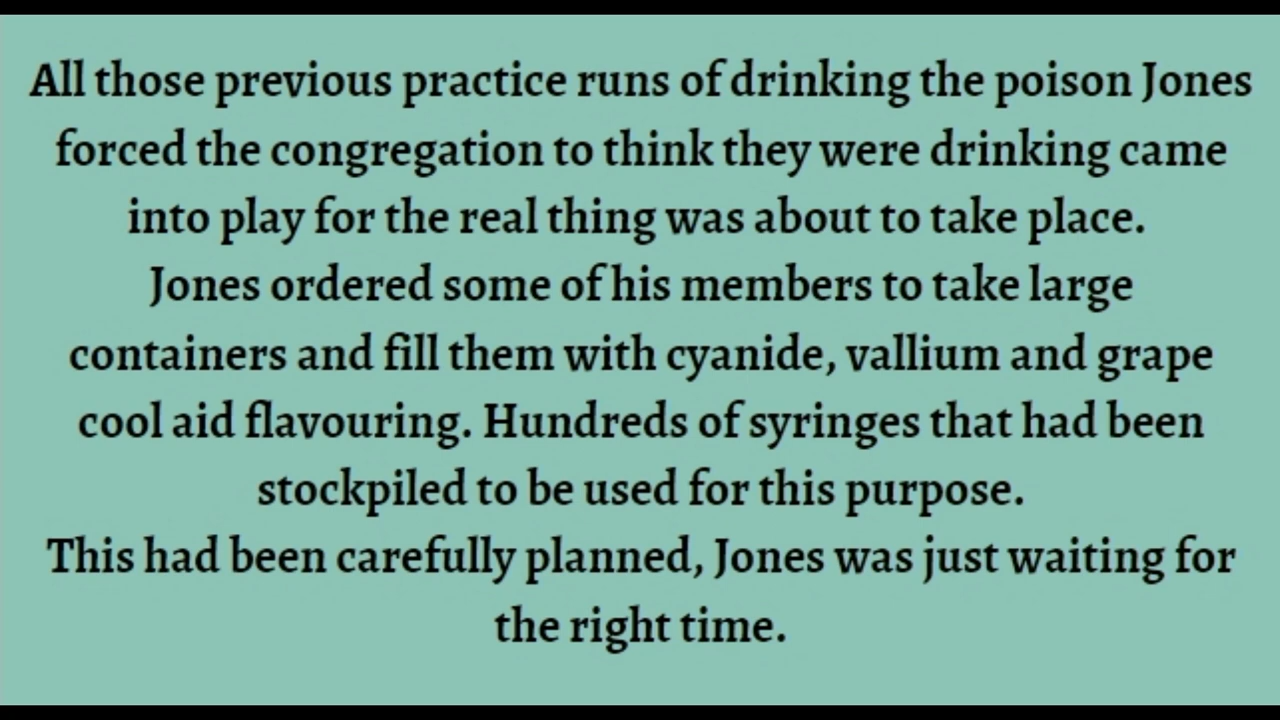 All those previous practice runs of drinking the poison Jones
forced the congregation to think they were drinking came
into play for the real thing was about to take place.
Jones ordered some of his members to take large
containers and fill them with cyanide, vallium and grape
cool aid flavouring. Hundreds of syringes that had been
stockpiled to be used for this purpose.
This had been carefully planned, Jones was just waiting for
the right time.